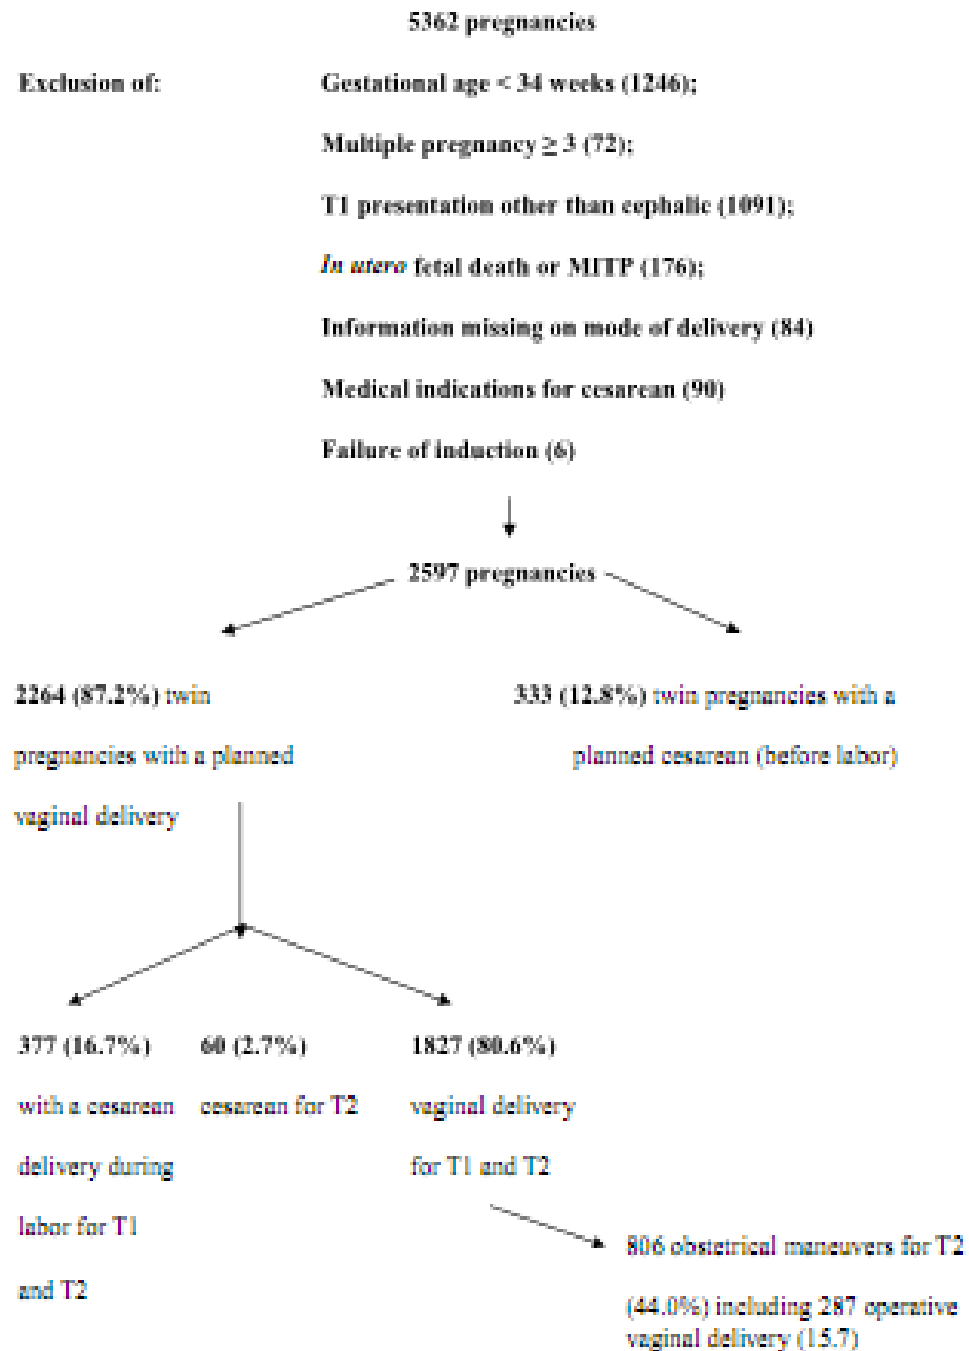 5362 pregnancies
Exclusion of:
Gestational age < 34 weeks (1246);
Multiple pregnancy ≥ 3 (72);
T1 presentation other than cephalic (1091);
In utero fetal death or MITP (176);
Information missing on mode of delivery (84)
Medical indications for cesarean (90)
Failure of induction (6)
2597 pregnancies
2264 (87.2%) twin
pregnancies with a planned
vaginal delivery
333 (12.8%) twin pregnancies with a
planned cesarean (before labor)
377 (16.7%)
with a cesarean
delivery during
labor for T1
and T2
60 (2.7%)
cesarean for T2
1827 (80.6%)
vaginal delivery
for T1 and T2
806 obstetrical maneuvers for T2
(44.0%) including 287 operative
vaginal delivery (15.7)